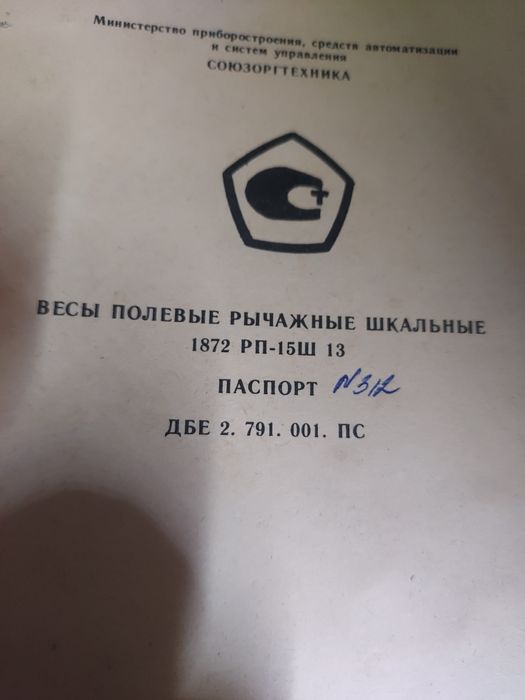 Министерство приборостроения, средств автоматизации
и систем управления
СОЮЗОРГТЕХНИКА
ВЕСЫ ПОЛЕВЫЕ РЫЧАЖНЫЕ ШКАЛЬНЫЕ
1872 РП-15Ш 13
ПАСПОРТ №312
ДБЕ 2. 791. 001. ПС